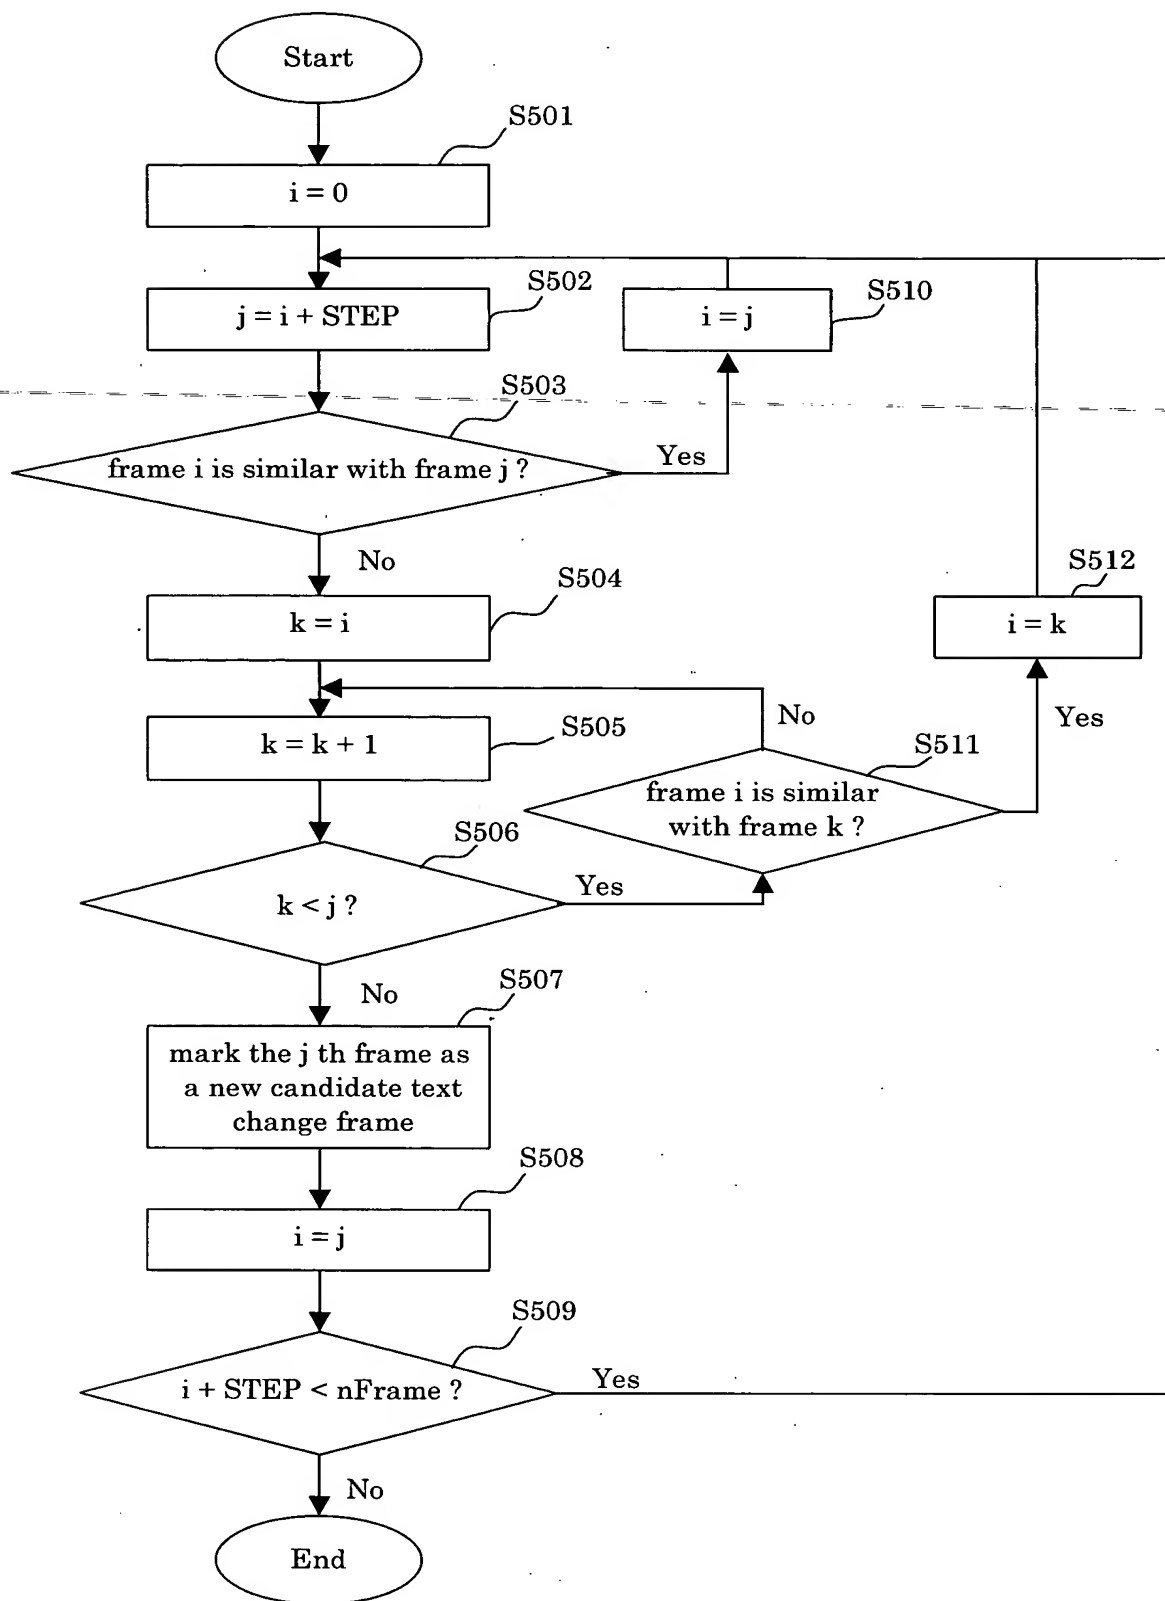 Start
S501
i = 0
S502
j = i + STEP
S510
i = j
S503
frame i is similar with frame j ?
Yes
No
S504
k = i
S512
i = k
S505
k = k + 1
No
Yes
S511
frame i is similar
with frame k ?
S506
k < j ?
Yes
No
S507
mark the j th frame as
a new candidate text
change frame
S508
i = j
S509
i + STEP < nFrame ?
Yes
No
End